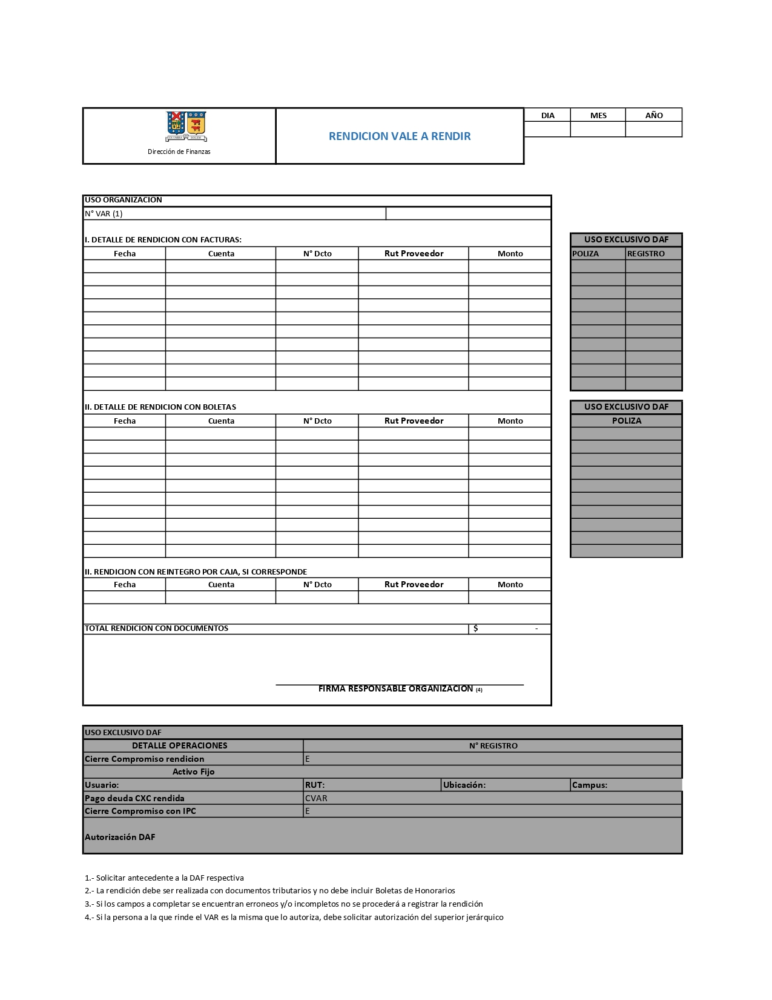 DIA MES AÑO
EX UMBRA IN SOLEM
RENDICION VALE A RENDIR
Dirección de Finanzas
USO ORGANIZACIÓN
N° VAR (1)
I. DETALLE DE RENDICION CON FACTURAS: USO EXCLUSIVO DAF
Fecha Cuenta N° Dcto Rut Proveedor Monto POLIZA REGISTRO
II. DETALLE DE RENDICION CON BOLETAS USO EXCLUSIVO DAF
Fecha Cuenta N° Dcto Rut Proveedor Monto POLIZA
II. RENDICION CON REINTEGRO POR CAJA, SI CORRESPONDE
Fecha Cuenta N° Dcto Rut Proveedor Monto
TOTAL RENDICION CON DOCUMENTOS $ -
FIRMA RESPONSABLE ORGANIZACIÓN (4)
USO EXCLUSIVO DAF
DETALLE OPERACIONES N° REGISTRO
Cierre Compromiso rendicion E
Activo Fijo
Usuario: RUT: Ubicación: Campus:
Pago deuda CXC rendida CVAR
Cierre Compromiso con IPC E
Autorización DAF
1.- Solicitar antecedente a la DAF respectiva
2.- La rendición debe ser realizada con documentos tributarios y no debe incluir Boletas de Honorarios
3.- Si los campos a completar se encuentran erroneos y/o incompletos no se procederá a registrar la rendición
4.- Si la persona a la que rinde el VAR es la misma que lo autoriza, debe solicitar autorización del superior jerárquico